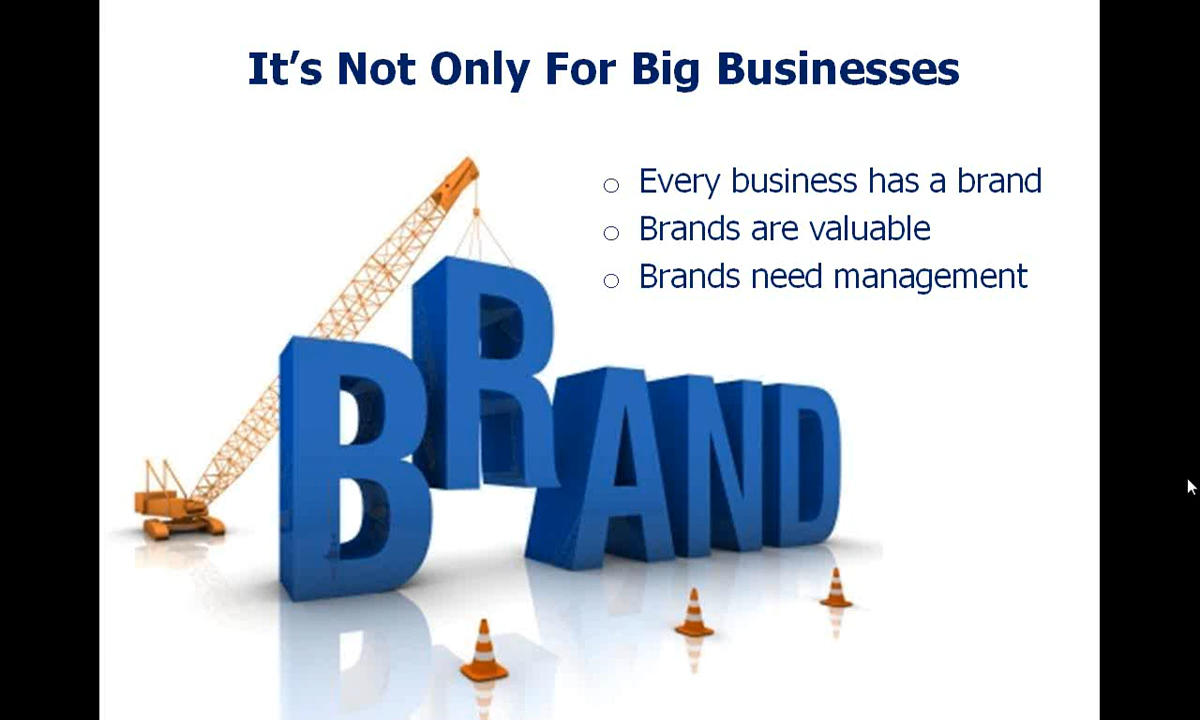 It's Not Only For Big Businesses
Every business has a brand
Brands are valuable
Brands need management
BRAND